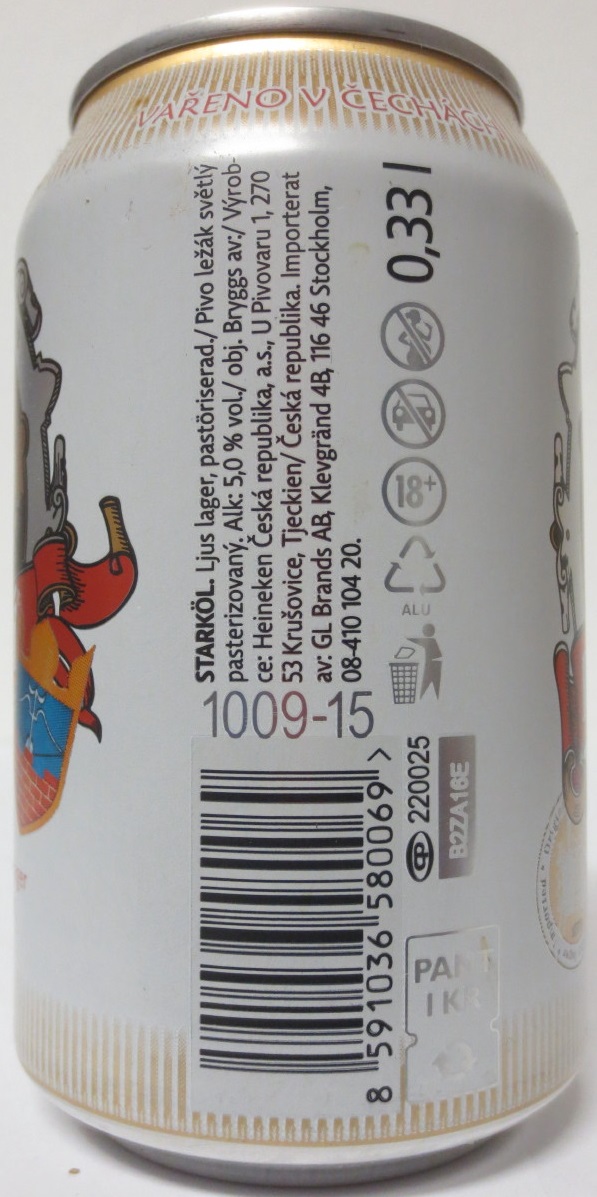 VAŘENO V ČECHÁCH
STARKÖL. Ljus lager, pastöriserad./ Pivo ležák světlý
pasterizovaný. Alk: 5,0 % vol./ obj. Bryggs av:/ Výrob-
ce: Heineken Česká republika, a.s., U Pivovaru 1, 270
53 Krušovice, Tjeckien/ Česká republika. Importerat
av: GL Brands AB, Klevgränd 4B, 116 46 Stockholm,
08-410 104 20.
ALU
18+
0,33 l
1009-15
8 591036 580069 >
CP 220025
B2ZA16E
PANT
1 KR